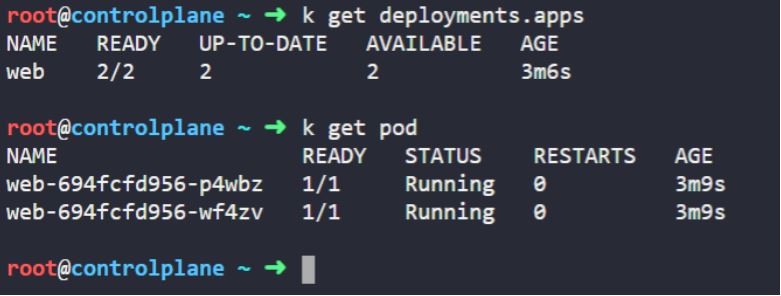 root@controlplane ~ ➜ k get deployments.apps
NAME READY UP-TO-DATE AVAILABLE AGE
web 2/2 2 2 3m6s
root@controlplane ~ ➜ k get pod
NAME READY STATUS RESTARTS AGE
web-694fcfd956-p4wbz 1/1 Running 0 3m9s
web-694fcfd956-wf4zv 1/1 Running 0 3m9s
root@controlplane ~ ➜